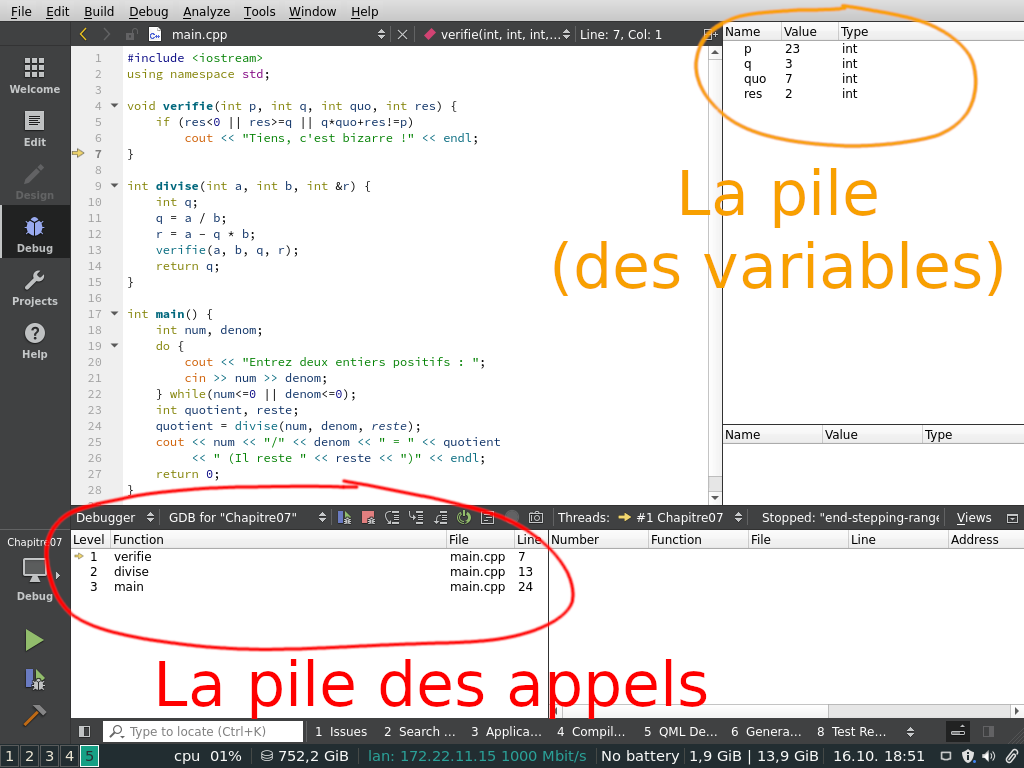 File Edit Build Debug Analyze Tools Window Help
main.cpp verifie(int, int, int,... Line: 7, Col: 1
Name Value Type
p 23 int
q 3 int
quo 7 int
res 2 int
Welcome
Edit
Design
Debug
Projects
Help
1 #include <iostream>
2 using namespace std;
3
4 void verifie(int p, int q, int quo, int res) {
5 if (res<0 || res>=q || q*quo+res!=p)
6 cout << "Tiens, c'est bizarre !" << endl;
7 }
8
9 int divise(int a, int b, int &r) {
10 int q;
11 q = a / b;
12 r = a - q * b;
13 verifie(a, b, q, r);
14 return q;
15 }
16
17 int main() {
18 int num, denom;
19 do {
20 cout << "Entrez deux entiers positifs : ";
21 cin >> num >> denom;
22 } while(num<=0 || denom<=0);
23 int quotient, reste;
24 quotient = divise(num, denom, reste);
25 cout << num << "/" << denom << " = " << quotient
26 << " (Il reste " << reste << ")" << endl;
27 return 0;
28 }
La pile
(des variables)
Name Value Type
Debugger GDB for "Chapitre07" Threads: #1 Chapitre07 Stopped: "end-stepping-range Views
Chapitre07
Debug
Level Function File Line
1 verifie main.cpp 7
2 divise main.cpp 13
3 main main.cpp 24
Number Function File Line Address
La pile des appels
Type to locate (Ctrl+K) 1 Issues 2 Search ... 3 Applica... 4 Compil... 5 QML De... 6 Genera... 8 Test Re...
1 2 3 4 5 cpu 01% 752,2 GiB lan: 172.22.11.15 1000 Mbit/s No battery 1,9 GiB | 13,9 GiB 16.10. 18:51